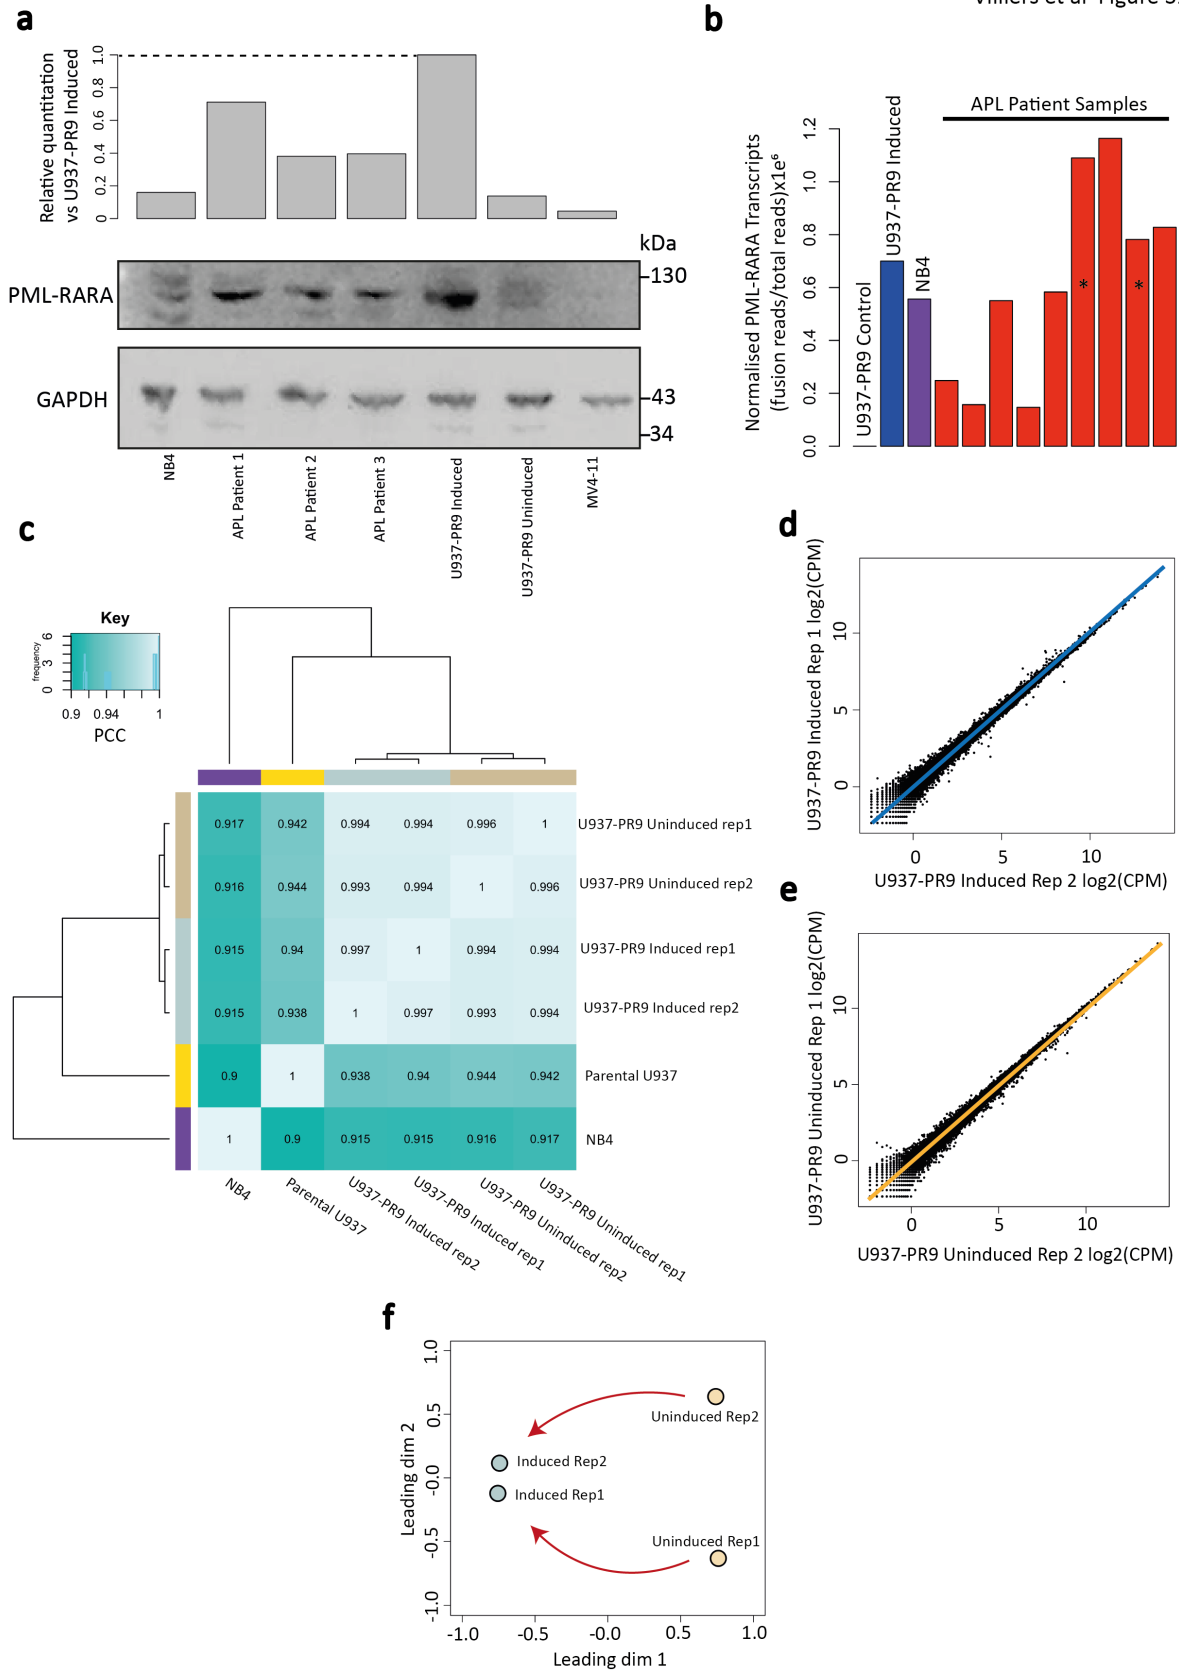 Villiers et al Figure S
a
Relative quantitation
vs U937-PR9 Induced
1.0
0.8
0.6
0.4
0.2
0
kDa
PML-RARA
130
GAPDH
43
34
NB4
APL Patient 1
APL Patient 2
APL Patient 3
U937-PR9 Induced
U937-PR9 Uninduced
MV4-11
b
APL Patient Samples
Normalised PML-RARA Transcripts
(fusion reads/total reads)x1e⁶
1.2
1.0
0.8
0.6
0.4
0.2
0.0
U937-PR9 Control
U937-PR9 Induced
NB4
*
*
c
Key
frequency
6
3
0
0.9 0.94 1
PCC
0.917 0.942 0.994 0.994 0.996 1 U937-PR9 Uninduced rep1
0.916 0.944 0.993 0.994 1 0.996 U937-PR9 Uninduced rep2
0.915 0.94 0.997 1 0.994 0.994 U937-PR9 Induced rep1
0.915 0.938 1 0.997 0.993 0.994 U937-PR9 Induced rep2
0.9 1 0.938 0.94 0.944 0.942 Parental U937
1 0.9 0.915 0.915 0.916 0.917 NB4
NB4
Parental U937
U937-PR9 Induced rep2
U937-PR9 Induced rep1
U937-PR9 Uninduced rep2
U937-PR9 Uninduced rep1
d
U937-PR9 Induced Rep 1 log2(CPM)
10
5
0
0 5 10
U937-PR9 Induced Rep 2 log2(CPM)
e
U937-PR9 Uninduced Rep 1 log2(CPM)
10
5
0
0 5 10
U937-PR9 Uninduced Rep 2 log2(CPM)
f
Leading dim 2
1.0
0.5
-0.0
-0.5
-1.0
Uninduced Rep2
Induced Rep2
Induced Rep1
Uninduced Rep1
-1.0 -0.5 -0.0 0.5 1.0
Leading dim 1